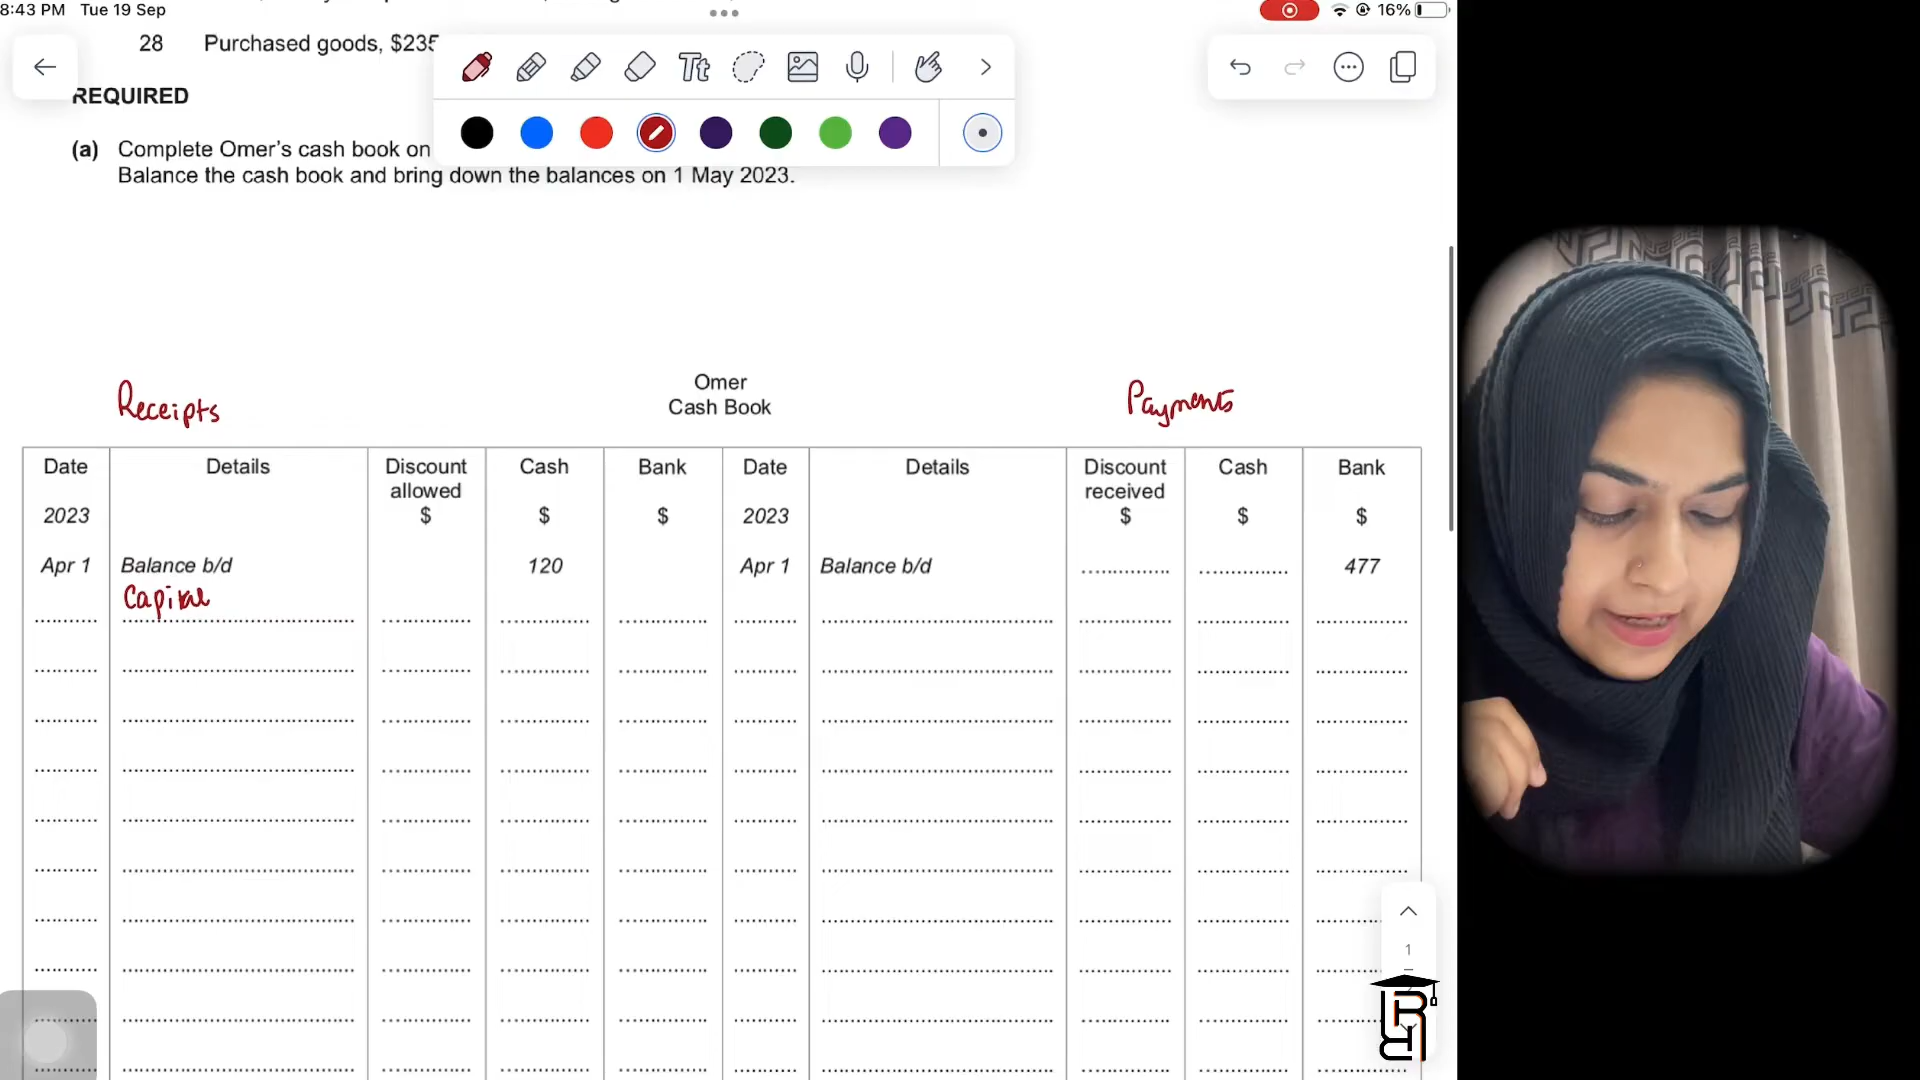 8:43 PM Tue 19 Sep
16%
28 Purchased goods, $235
Tt
REQUIRED
(a) Complete Omer's cash book on
Balance the cash book and bring down the balances on 1 May 2023.
Receipts
Omer
Cash Book
Payments
Date Details Discount allowed $ Cash $ Bank $ Date Details Discount received $ Cash $ Bank $
2023 2023
Apr 1 Balance b/d 120 Apr 1 Balance b/d 477
Capital
1